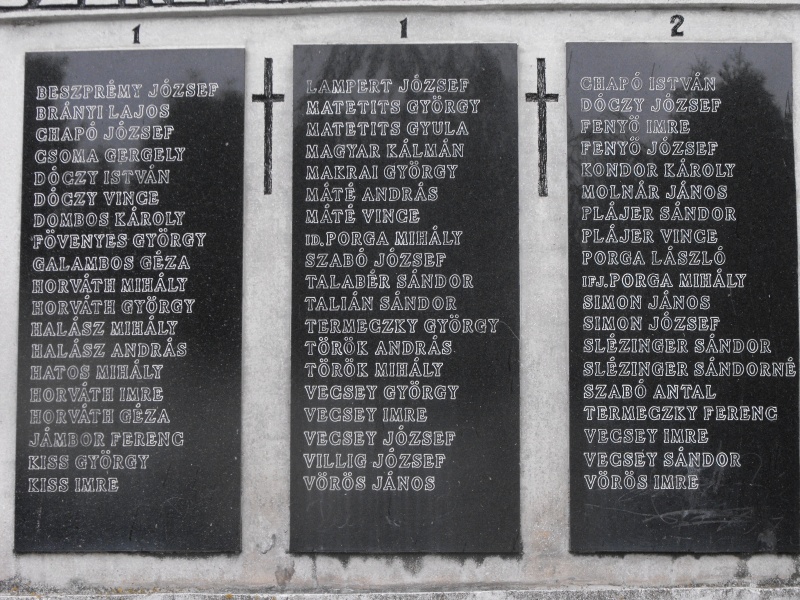 1
BESZPRÉMY JÓZSEF
BRÁNYI LAJOS
CHAPÓ JÓZSEF
CSOMA GERGELY
DÓCZY ISTVÁN
DÓCZY VINCE
DOMBOS KÁROLY
FÖVENYES GYÖRGY
GALAMBOS GÉZA
HORVÁTH MIHÁLY
HORVÁTH GYÖRGY
HALÁSZ MIHÁLY
HALÁSZ ANDRÁS
HATOS MIHÁLY
HORVÁTH IMRE
HORVÁTH GÉZA
JÁMBOR FERENC
KISS GYÖRGY
KISS IMRE
1
LAMPERT JÓZSEF
MATETITS GYÖRGY
MATETITS GYULA
MAGYAR KÁLMÁN
MAKRAI GYÖRGY
MÁTÉ ANDRÁS
MÁTÉ VINCE
ID. PORGA MIHÁLY
SZABÓ JÓZSEF
TALABÉR SÁNDOR
TALIÁN SÁNDOR
TERMECZKY GYÖRGY
TÖRÖK ANDRÁS
TÖRÖK MIHÁLY
VECSEY GYÖRGY
VECSEY IMRE
VECSEY JÓZSEF
VILLIG JÓZSEF
VÖRÖS JÁNOS
2
CHAPÓ ISTVÁN
DÓCZY JÓZSEF
FENYÖ IMRE
FENYÖ JÓZSEF
KONDOR KÁROLY
MOLNÁR JÁNOS
PLÁJER SÁNDOR
PLÁJER VINCE
PORGA LÁSZLÓ
IFJ. PORGA MIHÁLY
SIMON JÁNOS
SIMON JÓZSEF
SLÉZINGER SÁNDOR
SLÉZINGER SÁNDORNÉ
SZABÓ ANTAL
TERMECZKY FERENC
VECSEY IMRE
VECSEY SÁNDOR
VÖRÖS IMRE